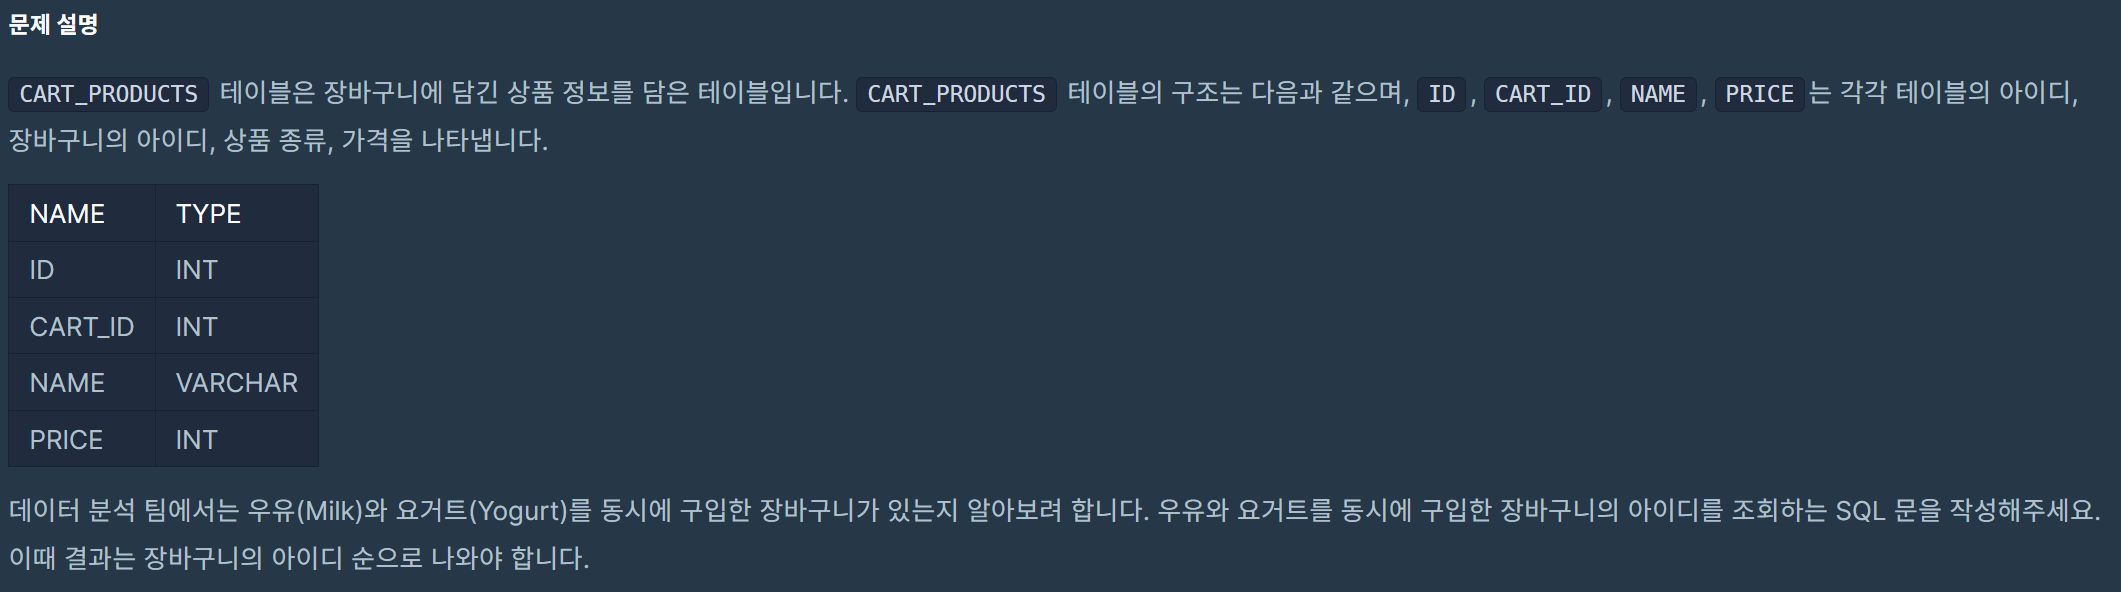 문제 설명
CART_PRODUCTS 테이블은 장바구니에 담긴 상품 정보를 담은 테이블입니다. CART_PRODUCTS 테이블의 구조는 다음과 같으며, ID, CART_ID, NAME, PRICE는 각각 테이블의 아이디,
장바구니의 아이디, 상품 종류, 가격을 나타냅니다.
NAME TYPE
ID INT
CART_ID INT
NAME VARCHAR
PRICE INT
데이터 분석 팀에서는 우유(Milk)와 요거트(Yogurt)를 동시에 구입한 장바구니가 있는지 알아보려 합니다. 우유와 요거트를 동시에 구입한 장바구니의 아이디를 조회하는 SQL 문을 작성해주세요.
이때 결과는 장바구니의 아이디 순으로 나와야 합니다.